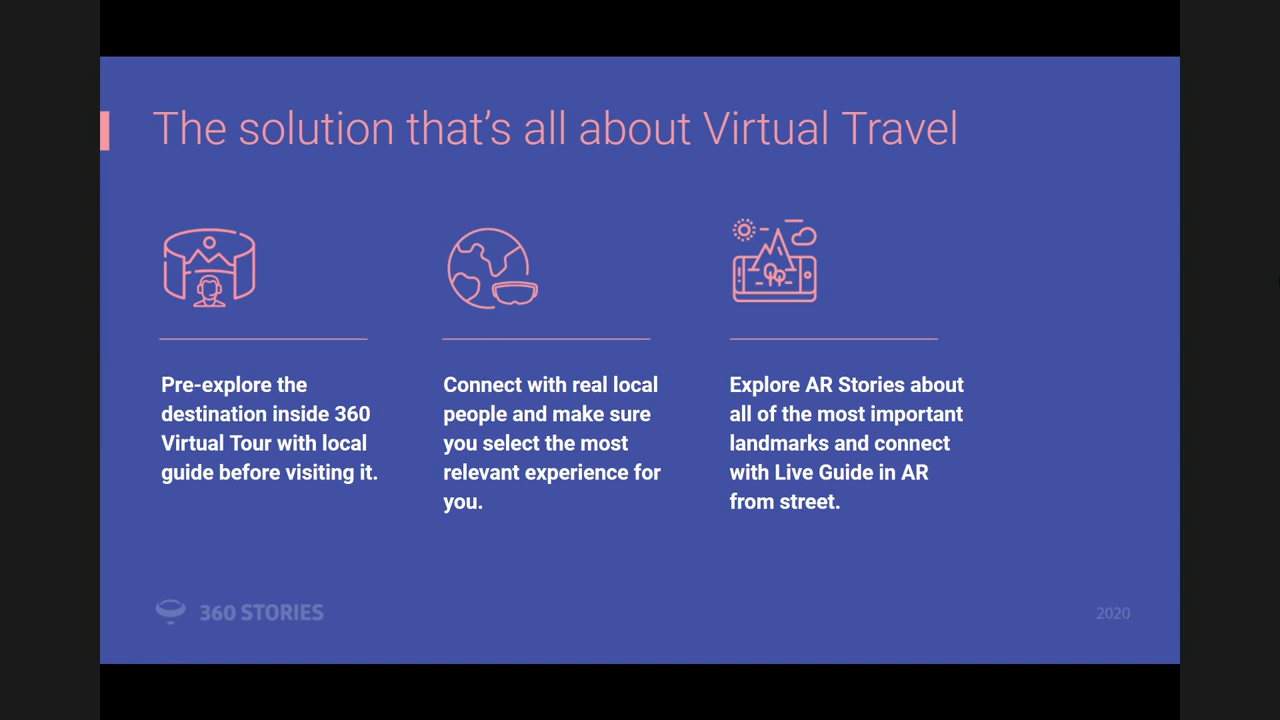 The solution that’s all about Virtual Travel
Pre-explore the
destination inside 360
Virtual Tour with local
guide before visiting it.
Connect with real local
people and make sure
you select the most
relevant experience for
you.
Explore AR Stories about
all of the most important
landmarks and connect
with Live Guide in AR
from street.
360 STORIES
2020